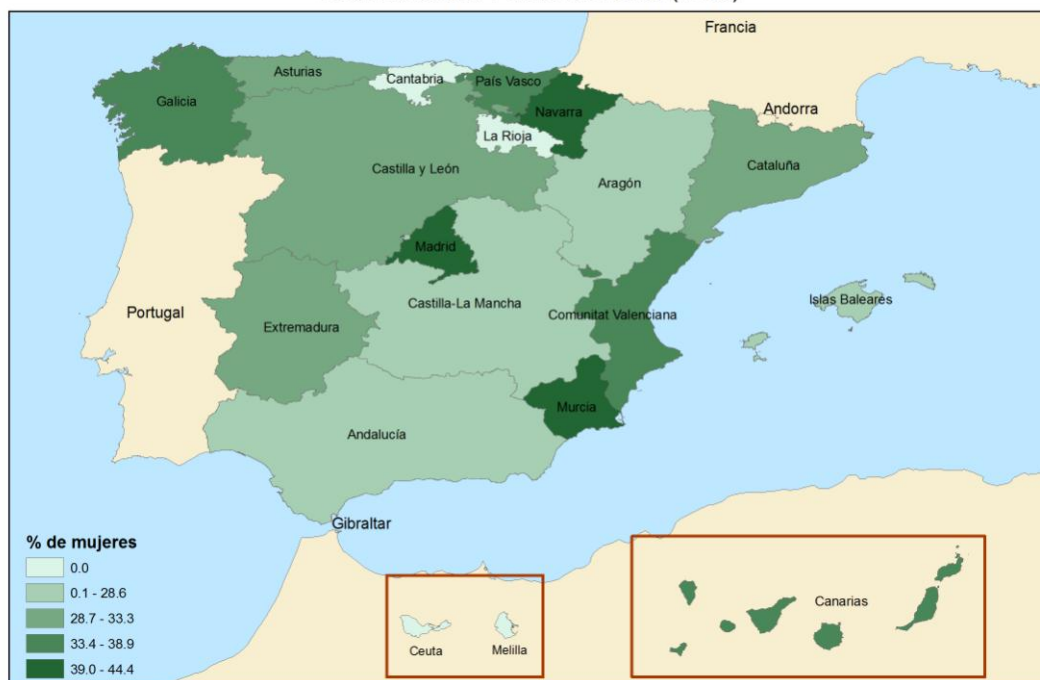 Francia
Asturias
Cantabria
País Vasco
Galicia
Navarra
Andorra
La Rioja
Castilla y León
Cataluña
Aragón
Madrid
Castilla-La Mancha
Islas Baleares
Portugal
Comunitat Valenciana
Extremadura
Murcia
Andalucía
Gibraltar
% de mujeres
0.0
0.1 - 28.6
28.7 - 33.3
33.4 - 38.9
39.0 - 44.4
Ceuta
Melilla
Canarias